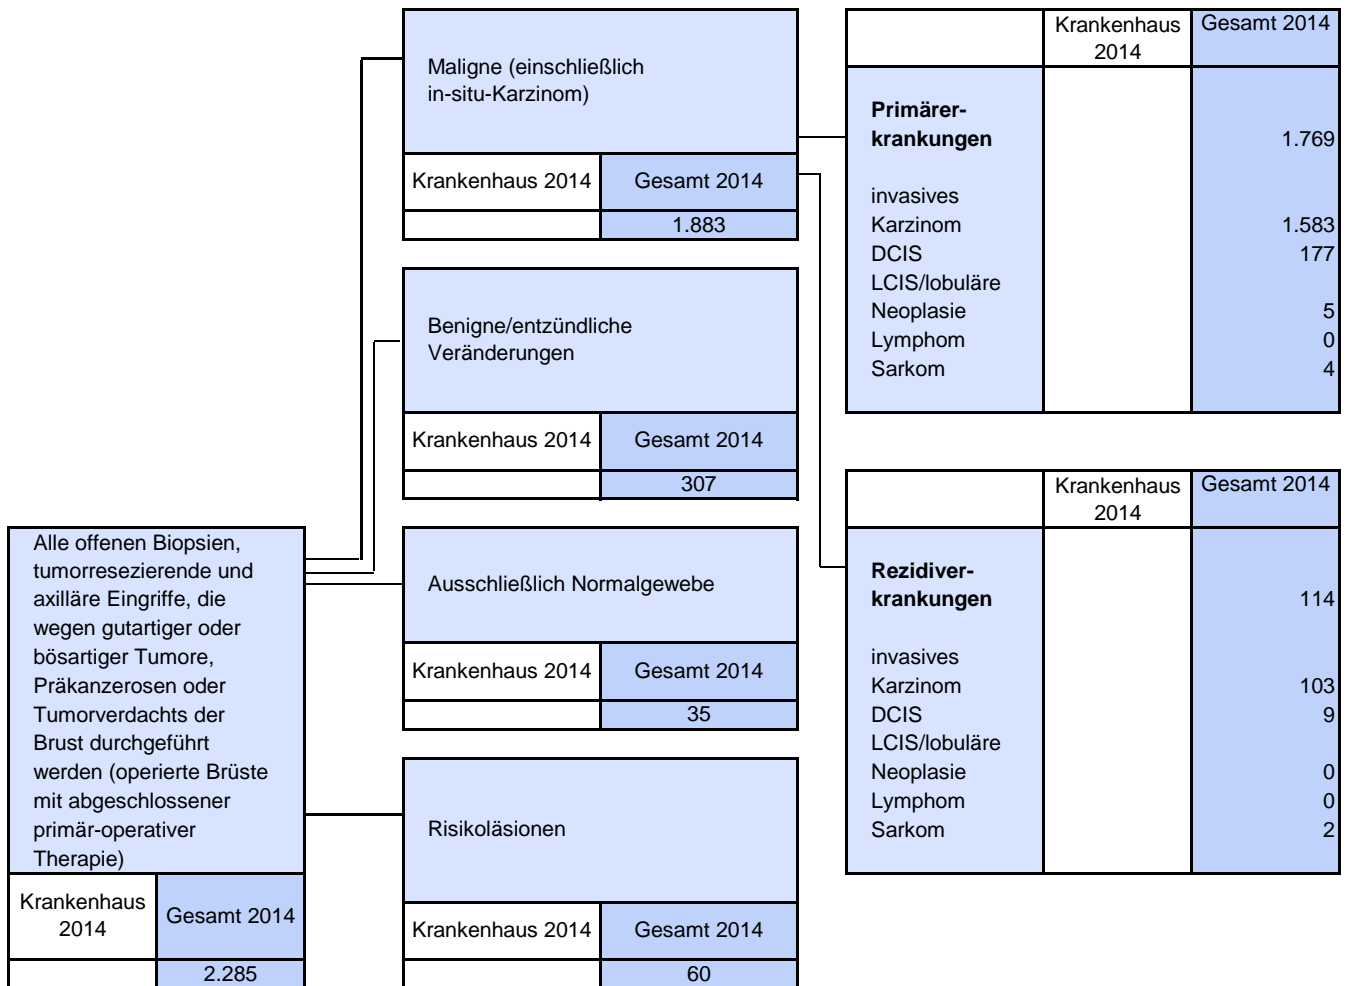 Alle offenen Biopsien,
tumorresezierende und
axilläre Eingriffe, die
wegen gutartiger oder
bösartiger Tumore,
Präkanzerosen oder
Tumorverdachts der
Brust durchgeführt
werden (operierte Brüste
mit abgeschlossener
primär-operativer
Therapie)
Krankenhaus
2014
Gesamt 2014
2.285
Maligne (einschließlich
in-situ-Karzinom)
Krankenhaus 2014 Gesamt 2014
1.883
Benigne/entzündliche
Veränderungen
Krankenhaus 2014 Gesamt 2014
307
Ausschließlich Normalgewebe
Krankenhaus 2014 Gesamt 2014
35
Risikoläsionen
Krankenhaus 2014 Gesamt 2014
60
Krankenhaus
2014
Gesamt 2014
Primärer-
krankungen 1.769
invasives
Karzinom 1.583
DCIS 177
LCIS/lobuläre
Neoplasie 5
Lymphom 0
Sarkom 4
Krankenhaus
2014
Gesamt 2014
Rezidiver-
krankungen 114
invasives
Karzinom 103
DCIS 9
LCIS/lobuläre
Neoplasie 0
Lymphom 0
Sarkom 2